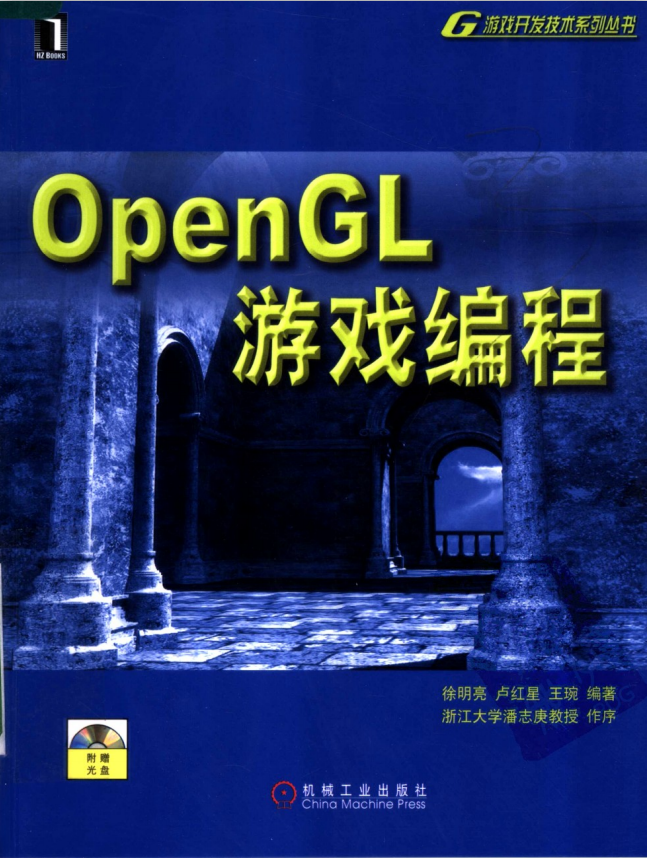 HZ BOOKS
G 游戏开发技术系列丛书
OpenGL
游戏编程
徐明亮 卢红星 王琬 编著
浙江大学潘志庚教授 作序
附赠
光盘
机械工业出版社
China Machine Press